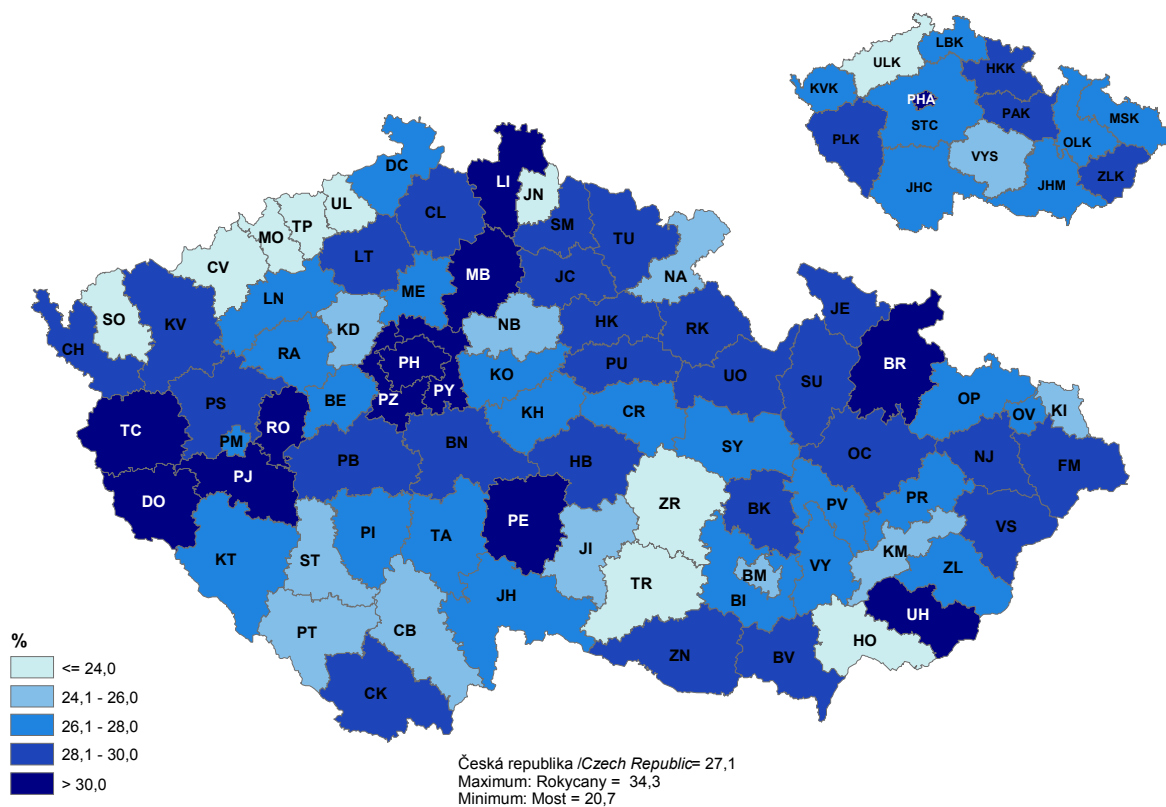 LBK
ULK
HKK
KVK
PHA
PAK
STC
MSK
PLK
OLK
VYS
ZLK
JHC
JHM
DC
LI
JN
UL
TP
CL
SM
MO
TU
LT
CV
MB
JC
NA
ME
LN
SO
KV
NB
HK
RK
JE
KD
CH
RA
PH
PU
BR
KO
UO
SU
PY
PZ
BE
PS
OP
OV
KI
KH
CR
TC
RO
PM
BN
SY
OC
NJ
FM
PB
HB
PJ
DO
ZR
BK
PR
PV
VS
PE
PI
TA
JI
KM
KT
ST
VY
ZL
BM
TR
JH
BI
UH
PT
CB
HO
ZN
BV
CK
%
<= 24,0
24,1 - 26,0
26,1 - 28,0
28,1 - 30,0
> 30,0
Česká republika /Czech Republic= 27,1
Maximum: Rokycany = 34,3
Minimum: Most = 20,7